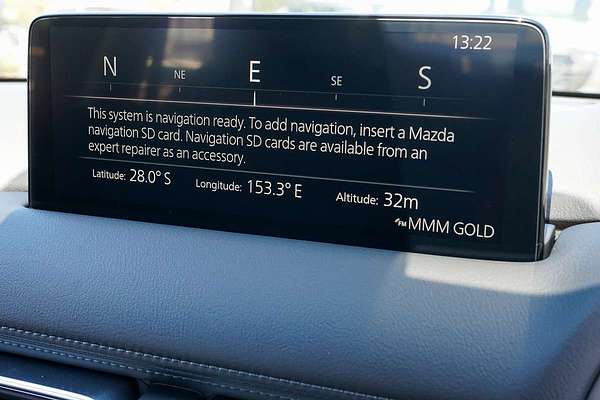 13:22
N NE E SE S
This system is navigation ready. To add navigation, insert a Mazda
navigation SD card. Navigation SD cards are available from an
expert repairer as an accessory.
Latitude: 28.0° S Longitude: 153.3° E Altitude: 32m
FM MMM GOLD